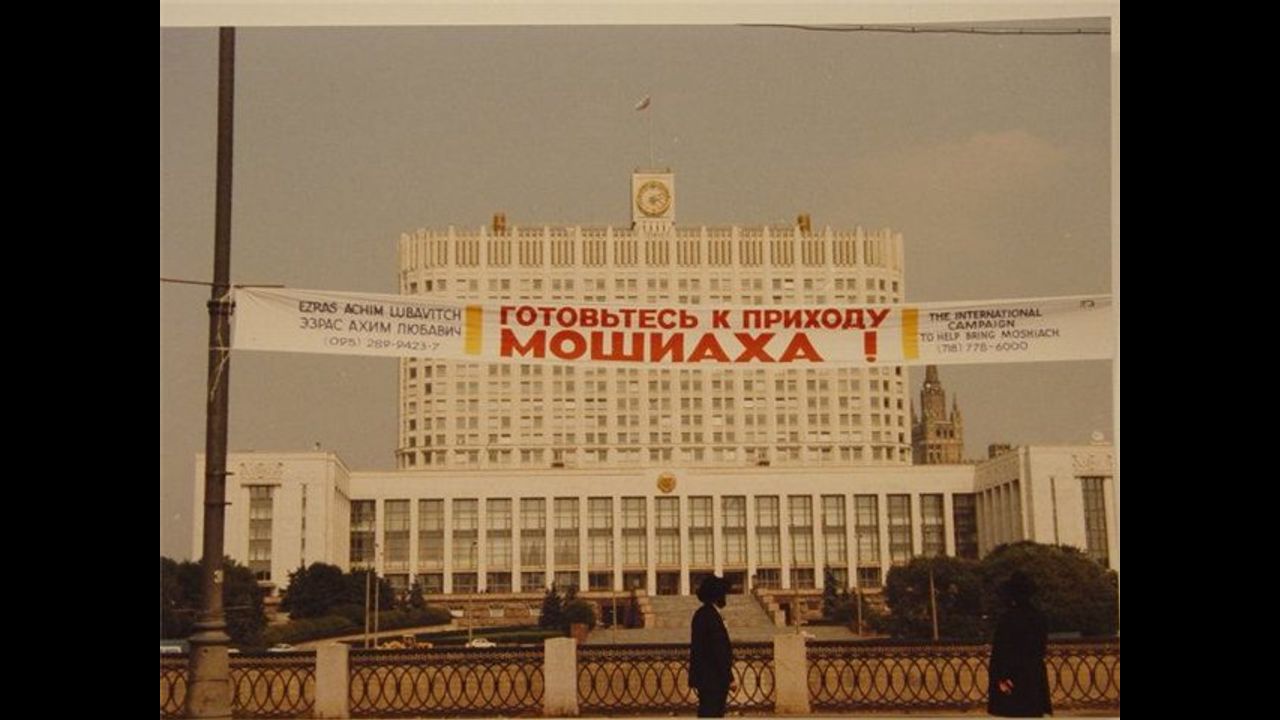 EZRAS ACHIM LUBAVITCH
ЭЗРАС АХИМ ЛЮБАВИЧ
(095) 289-9423-7
ГОТОВЬТЕСЬ К ПРИХОДУ
МОШИАХА !
THE INTERNATIONAL
CAMPAIGN
TO HELP BRING MOSHIACH
(718) 778-6000